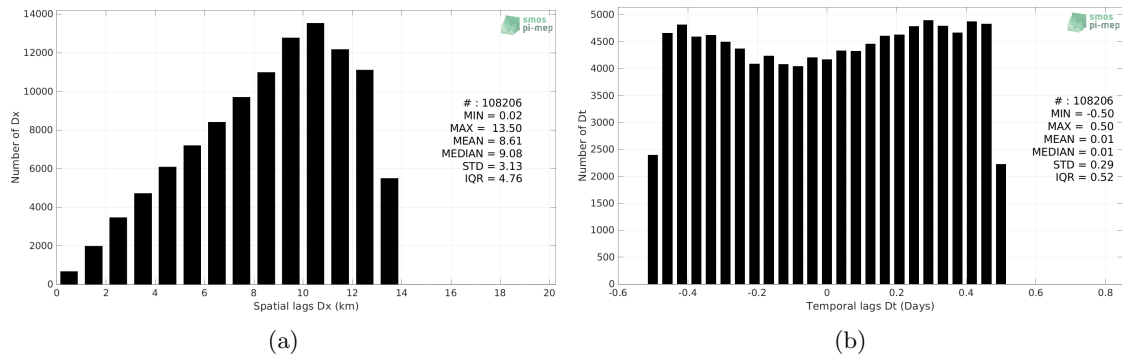 smos
pi-mep
14000
12000
10000
8000
6000
4000
2000
0
Number of Dx
# : 108206
MIN = 0.02
MAX = 13.50
MEAN = 8.61
MEDIAN = 9.08
STD = 3.13
IQR = 4.76
0 2 4 6 8 10 12 14 16 18 20
Spatial lags Dx (km)
(a)
smos
pi-mep
5000
4500
4000
3500
3000
2500
2000
1500
1000
500
0
Number of Dt
# : 108206
MIN = -0.50
MAX = 0.50
MEAN = 0.01
MEDIAN = 0.01
STD = 0.29
IQR = 0.52
-0.6 -0.4 -0.2 0 0.2 0.4 0.6 0.8
Temporal lags Dt (Days)
(b)